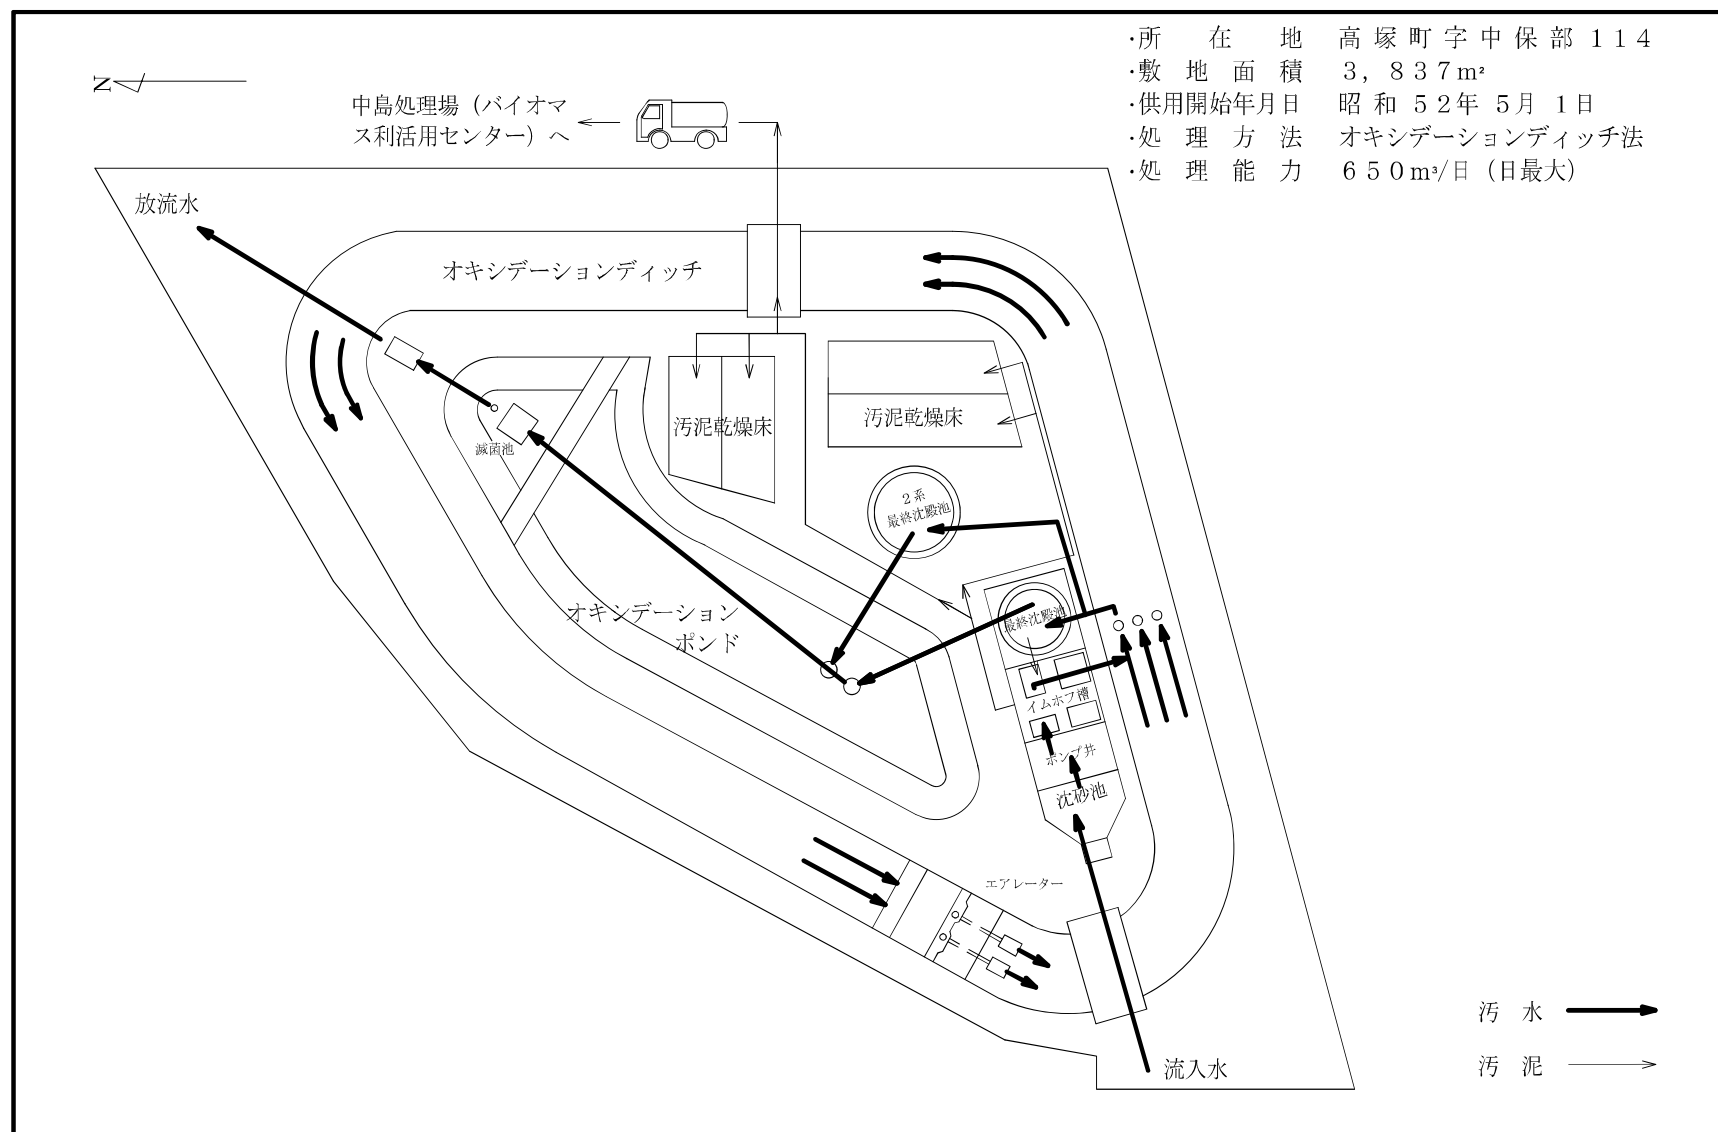 ・所在地 高塚町字中保部114
・敷地面積 3,837m²
・供用開始年月日 昭和52年5月1日
・処理方法 オキシデーションディッチ法
・処理能力 650m³/日(日最大)
N
中島処理場(バイオマ
ス利活用センター)へ
放流水
オキシデーションディッチ
汚泥乾燥床
汚泥乾燥床
滅菌池
2系
最終沈殿池
オキシデーション
ポンド
最終沈殿池
イムホフ槽
ポンプ井
沈砂池
エアレーター
流入水
汚水
汚泥